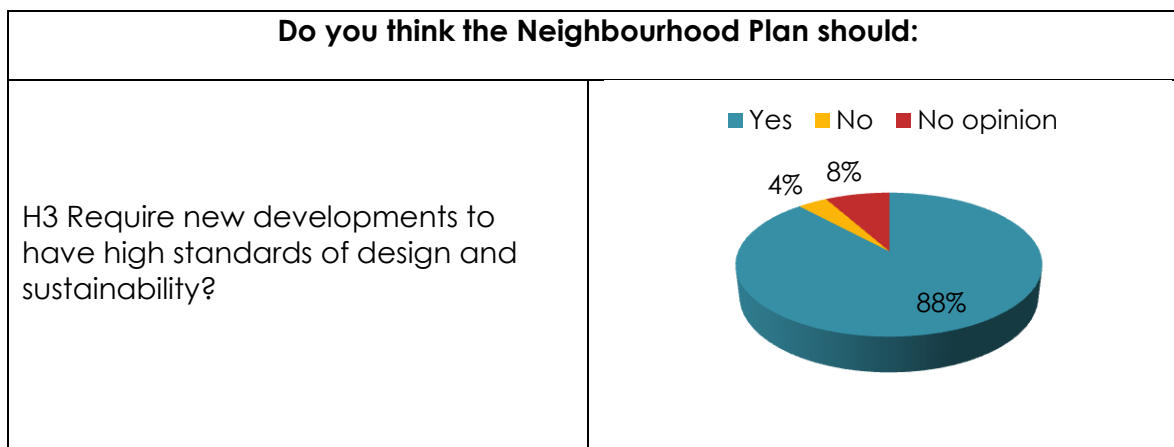 Do you think the Neighbourhood Plan should:
H3 Require new developments to
have high standards of design and
sustainability?
Yes No No opinion
4% 8%
88%